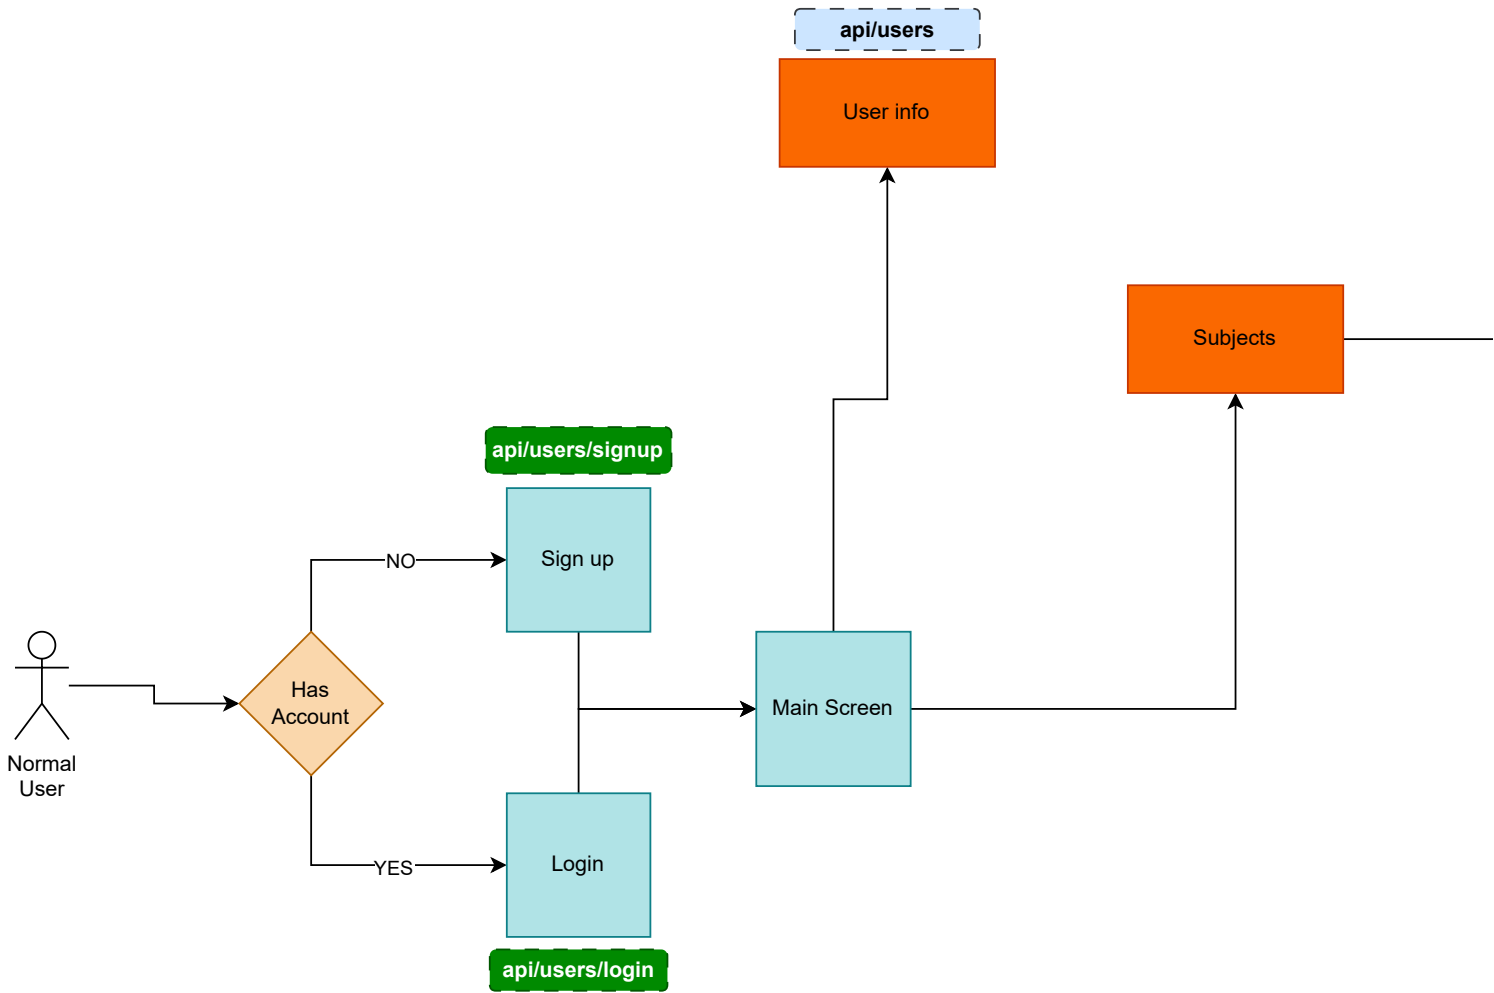 api/users
User info
Subjects
api/users/signup
Sign up
NO
Has
Account
Main Screen
Normal
User
YES
Login
api/users/login